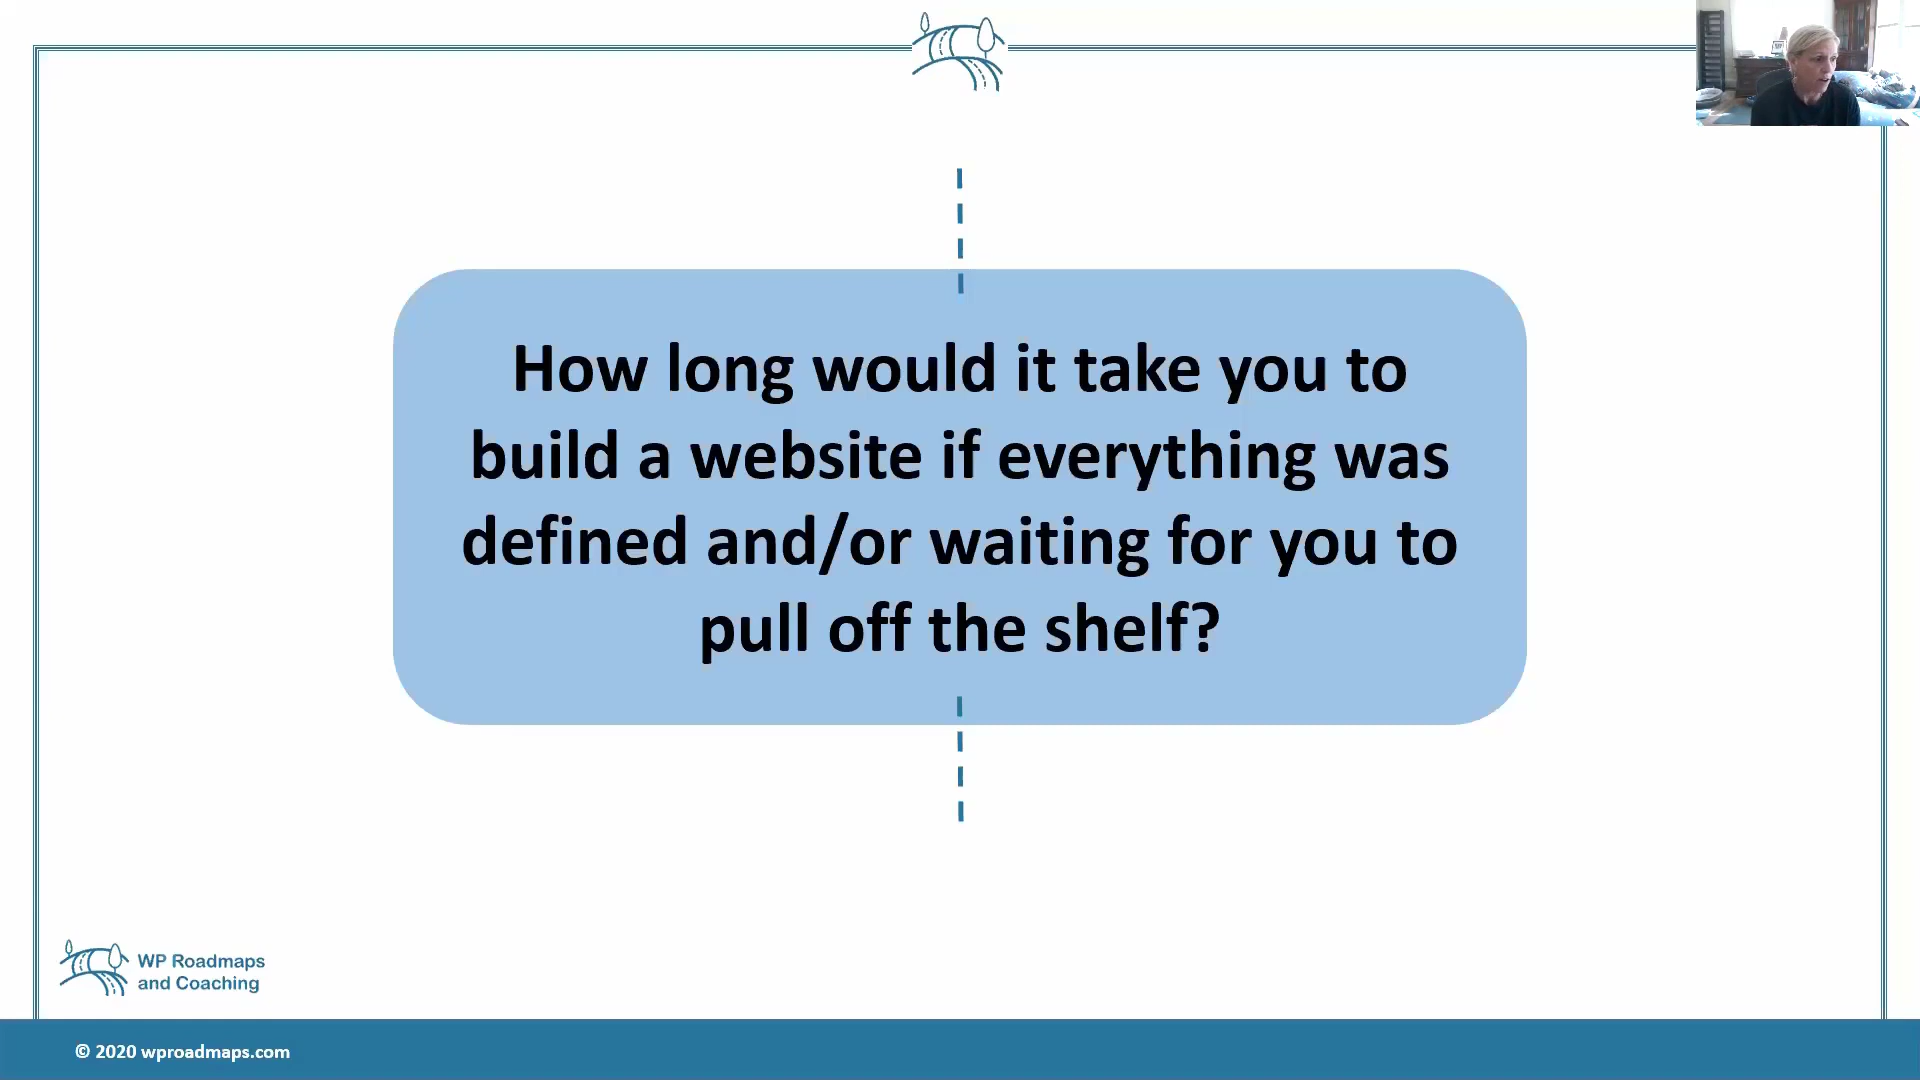 How long would it take you to
build a website if everything was
defined and/or waiting for you to
pull off the shelf?
WP Roadmaps
and Coaching
© 2020 wproadmaps.com